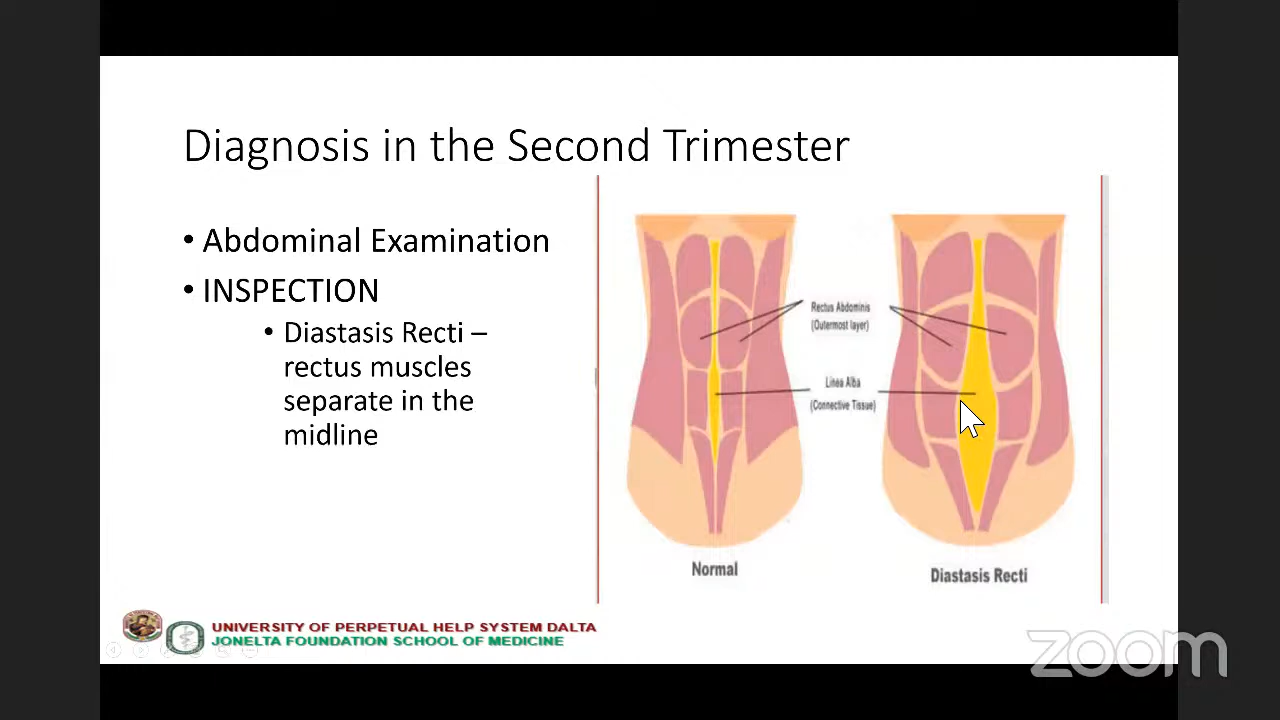 Diagnosis in the Second Trimester
• Abdominal Examination
• INSPECTION
• Diastasis Recti –
rectus muscles
separate in the
midline
Rectus Abdominis
(Outermost layer)
Linea Alba
(Connective Tissue)
Normal
Diastasis Recti
UNIVERSITY OF PERPETUAL HELP SYSTEM DALTA
JONELTA FOUNDATION SCHOOL OF MEDICINE
zoom